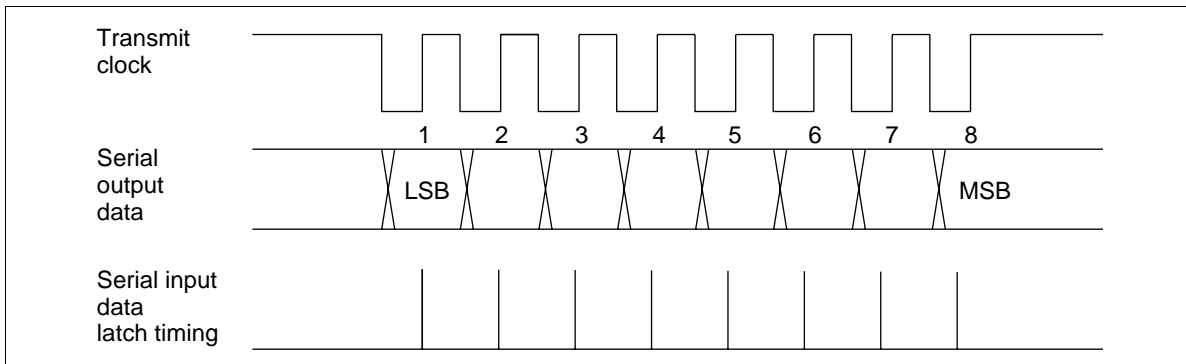 Transmit
clock
1 2 3 4 5 6 7 8
Serial
output
data
LSB MSB
Serial input
data
latch timing